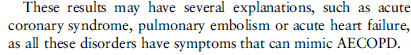 These results may have several explanations, such as acute
coronary syndrome, pulmonary embolism or acute heart failure,
as all these disorders have symptoms that can mimic AECOPD.